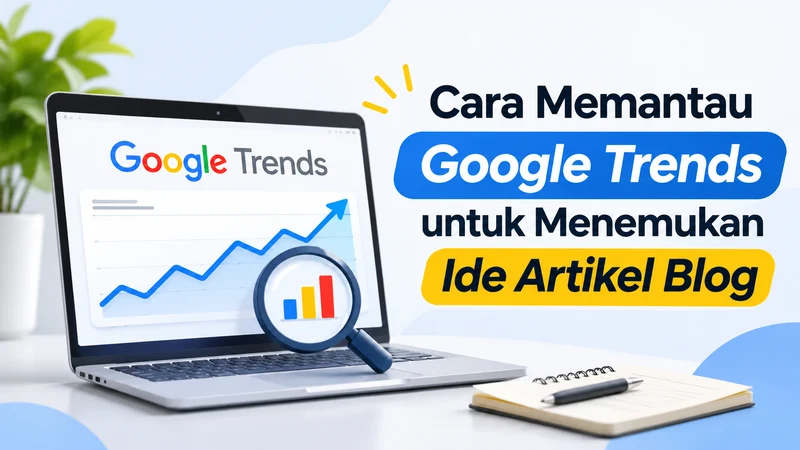 Google Trends
Cara Memantau
Google Trends
untuk Menemukan
Ide Artikel Blog